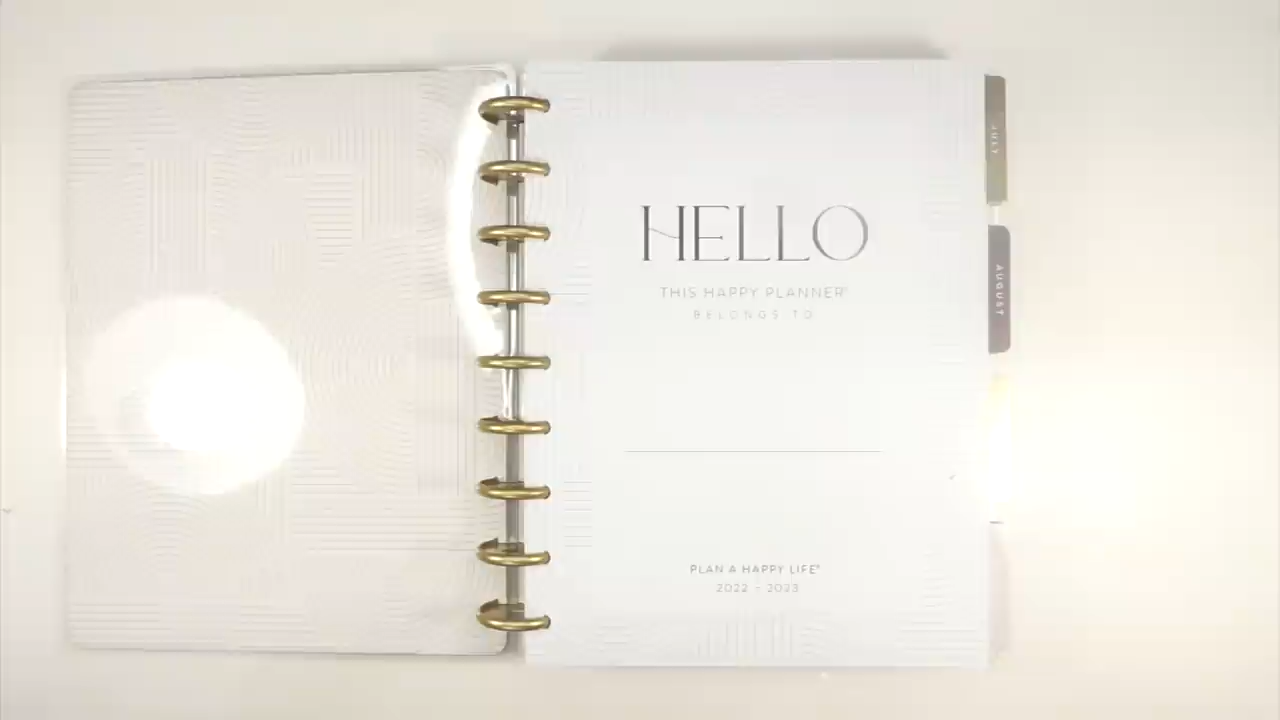 HELLO
THIS HAPPY PLANNER®
BELONGS TO
PLAN A HAPPY LIFE®
2022 - 2023
JULY
AUGUST